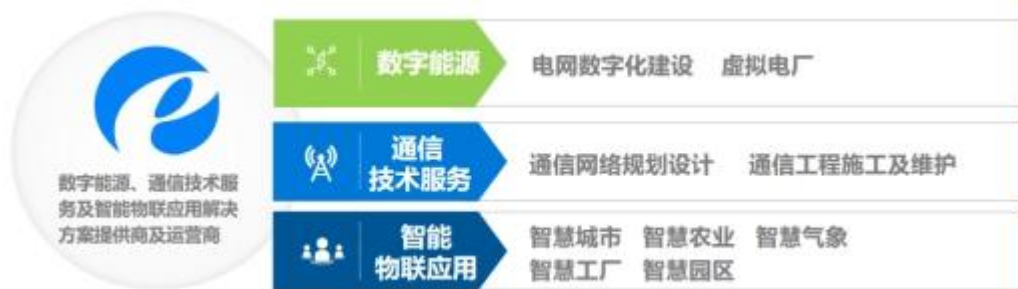 数字能源、通信技术服
务及智能物联应用解决
方案提供商及运营商
数字能源
电网数字化建设 虚拟电厂
通信
技术服务
通信网络规划设计 通信工程施工及维护
智能
物联应用
智慧城市 智慧农业 智慧气象
智慧工厂 智慧园区